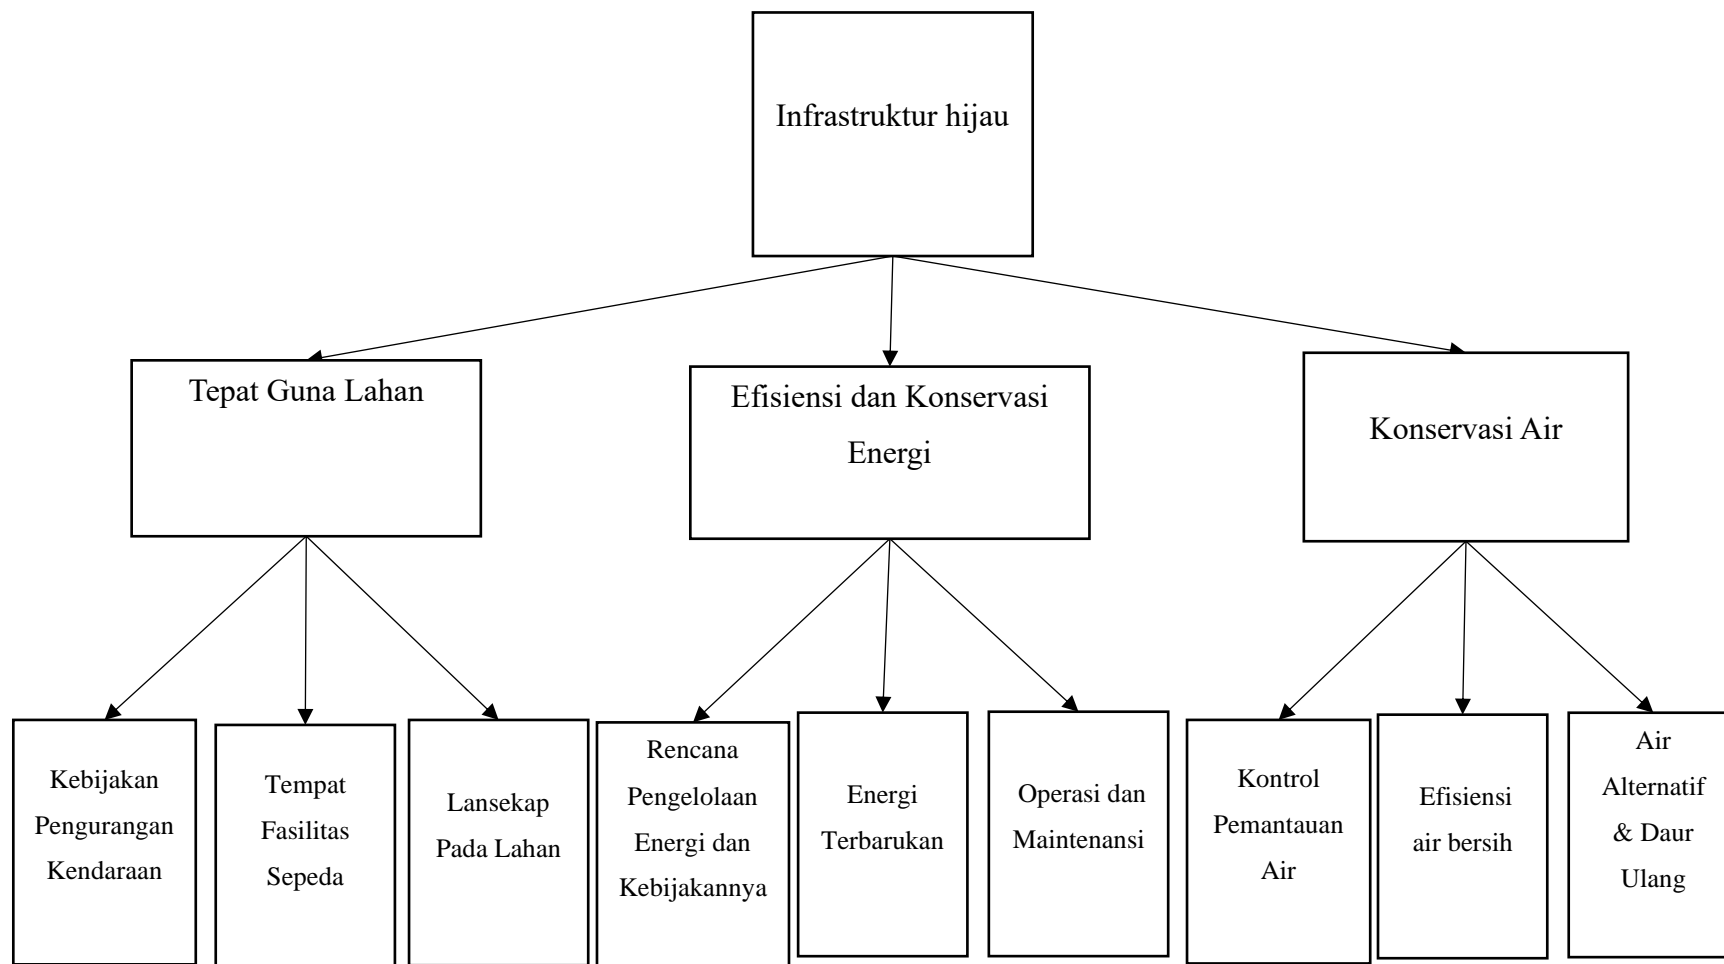 Infrastruktur hijau
Tepat Guna Lahan
Efisiensi dan Konservasi
Energi
Konservasi Air
Kebijakan
Pengurangan
Kendaraan
Tempat
Fasilitas
Sepeda
Lansekap
Pada Lahan
Rencana
Pengelolaan
Energi dan
Kebijakannya
Energi
Terbarukan
Operasi dan
Maintenansi
Kontrol
Pemantauan
Air
Efisiensi
air bersih
Air
Alternatif
& Daur
Ulang